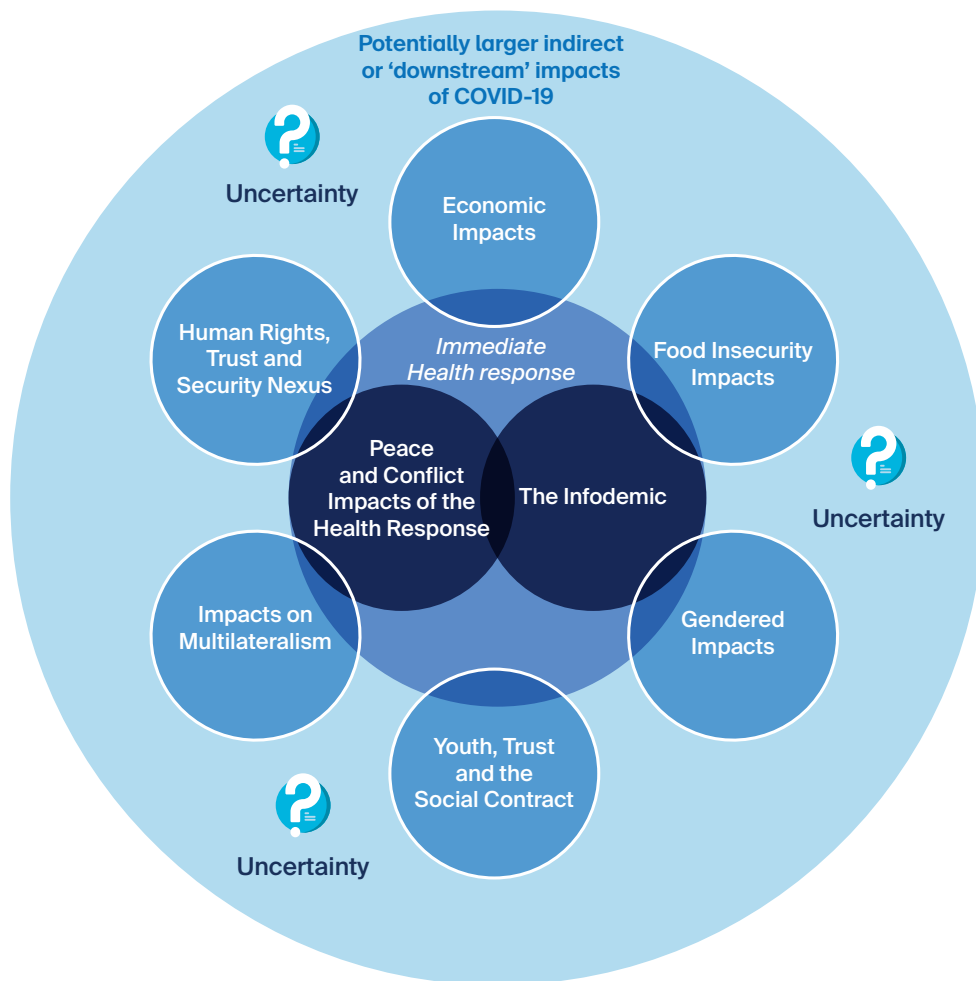 Potentially larger indirect
or ‘downstream’ impacts
of COVID-19
Uncertainty
Economic
Impacts
Human Rights,
Trust and
Security Nexus
Immediate
Health response
Food Insecurity
Impacts
Peace
and Conflict
Impacts of the
Health Response
The Infodemic
Uncertainty
Impacts on
Multilateralism
Gendered
Impacts
Youth, Trust
and the
Social Contract
Uncertainty